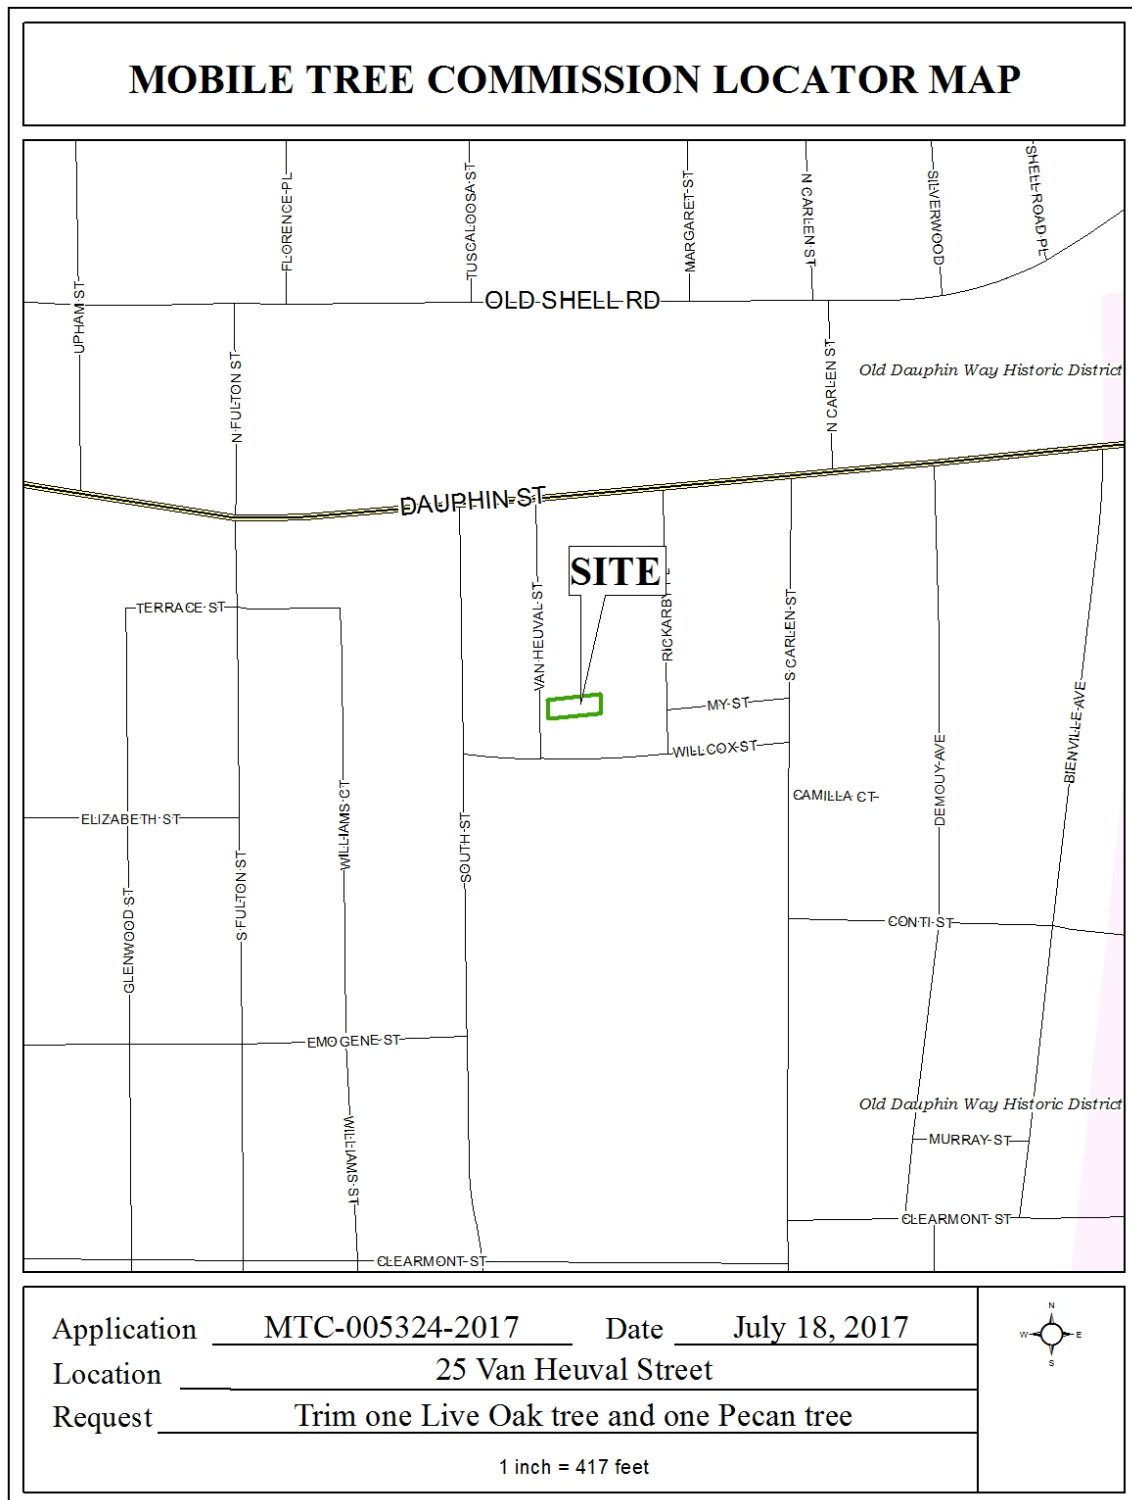 MOBILE TREE COMMISSION LOCATOR MAP
UPHAM ST
FLORENCE PL
TUSCALOOSA ST
MARGARET ST
N CARLEN ST
SILVERWOOD
SHELL ROAD PL
OLD SHELL RD
N FULTON ST
N CARLEN ST
Old Dauphin Way Historic District
DAUPHIN ST
SITE
TERRACE ST
VAN HEUVAL ST
RICKARBY
S CARLEN ST
MY ST
WILLCOX ST
DEMOUY AVE
BIENVILLE AVE
CAMILLA CT
ELIZABETH ST
WILLIAMS CT
SOUTH ST
GLENWOOD ST
S FULTON ST
CONTI ST
EMOGENE ST
Old Dauphin Way Historic District
WILLIAMS ST
MURRAY ST
CLEARMONT ST
CLEARMONT ST
Application MTC-005324-2017 Date July 18, 2017
Location 25 Van Heuval Street
Request Trim one Live Oak tree and one Pecan tree
1 inch = 417 feet
N
W E
S